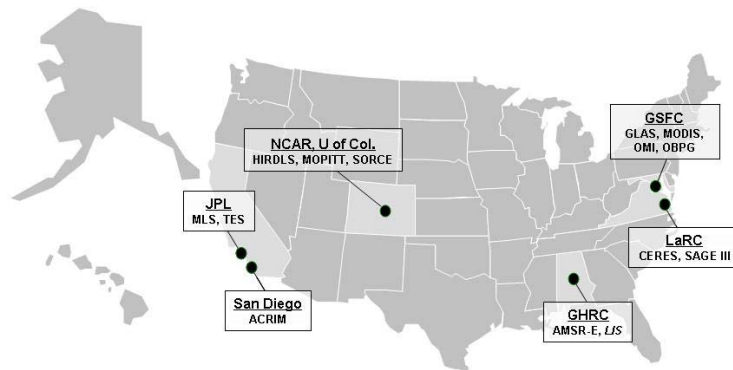 GSFC
GLAS, MODIS,
OMI, OBPG
NCAR, U of Col.
HIRDLS, MOPITT, SORCE
JPL
MLS, TES
LaRC
CERES, SAGE III
San Diego
ACRIM
GHRC
AMSR-E, LIS